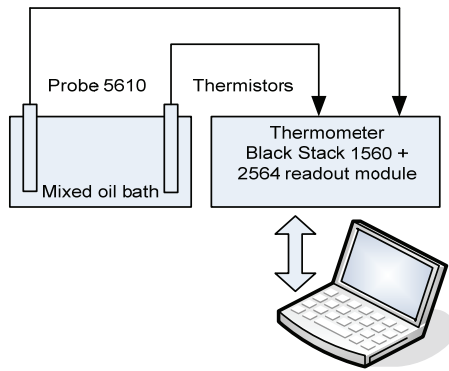 Probe 5610
Thermistors
Mixed oil bath
Thermometer
Black Stack 1560 +
2564 readout module